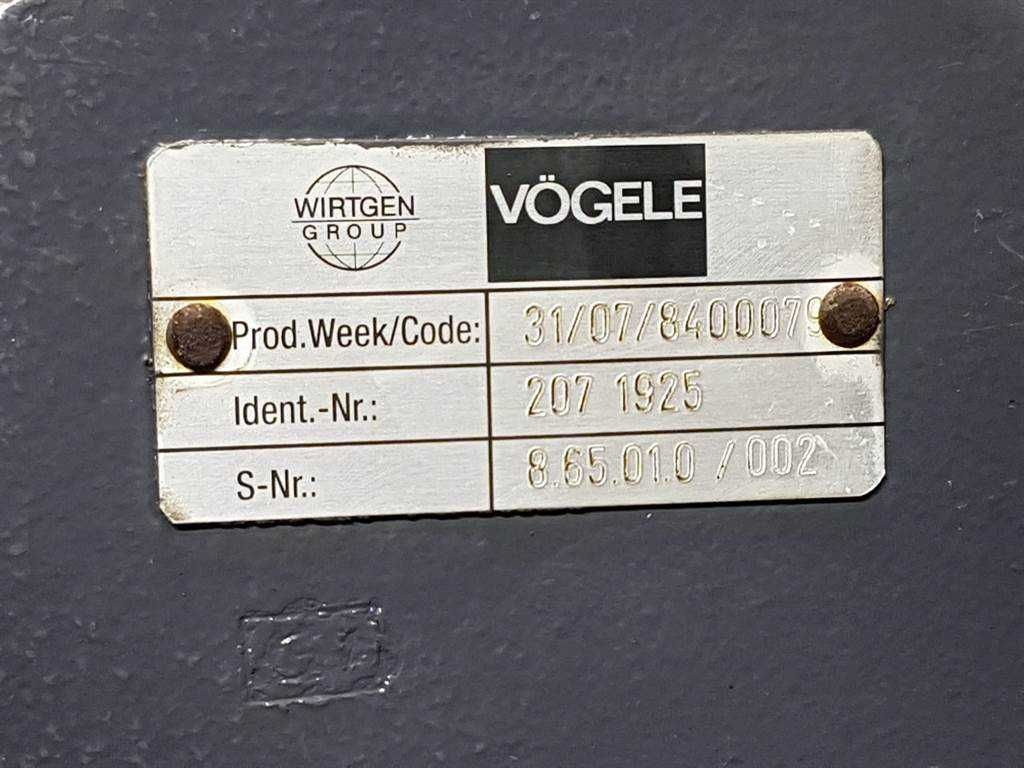 WIRTGEN
GROUP
VÖGELE
Prod.Week/Code: 31/07/8400079
Ident.-Nr.: 207 1925
S-Nr.: 8.65.01.0 /002